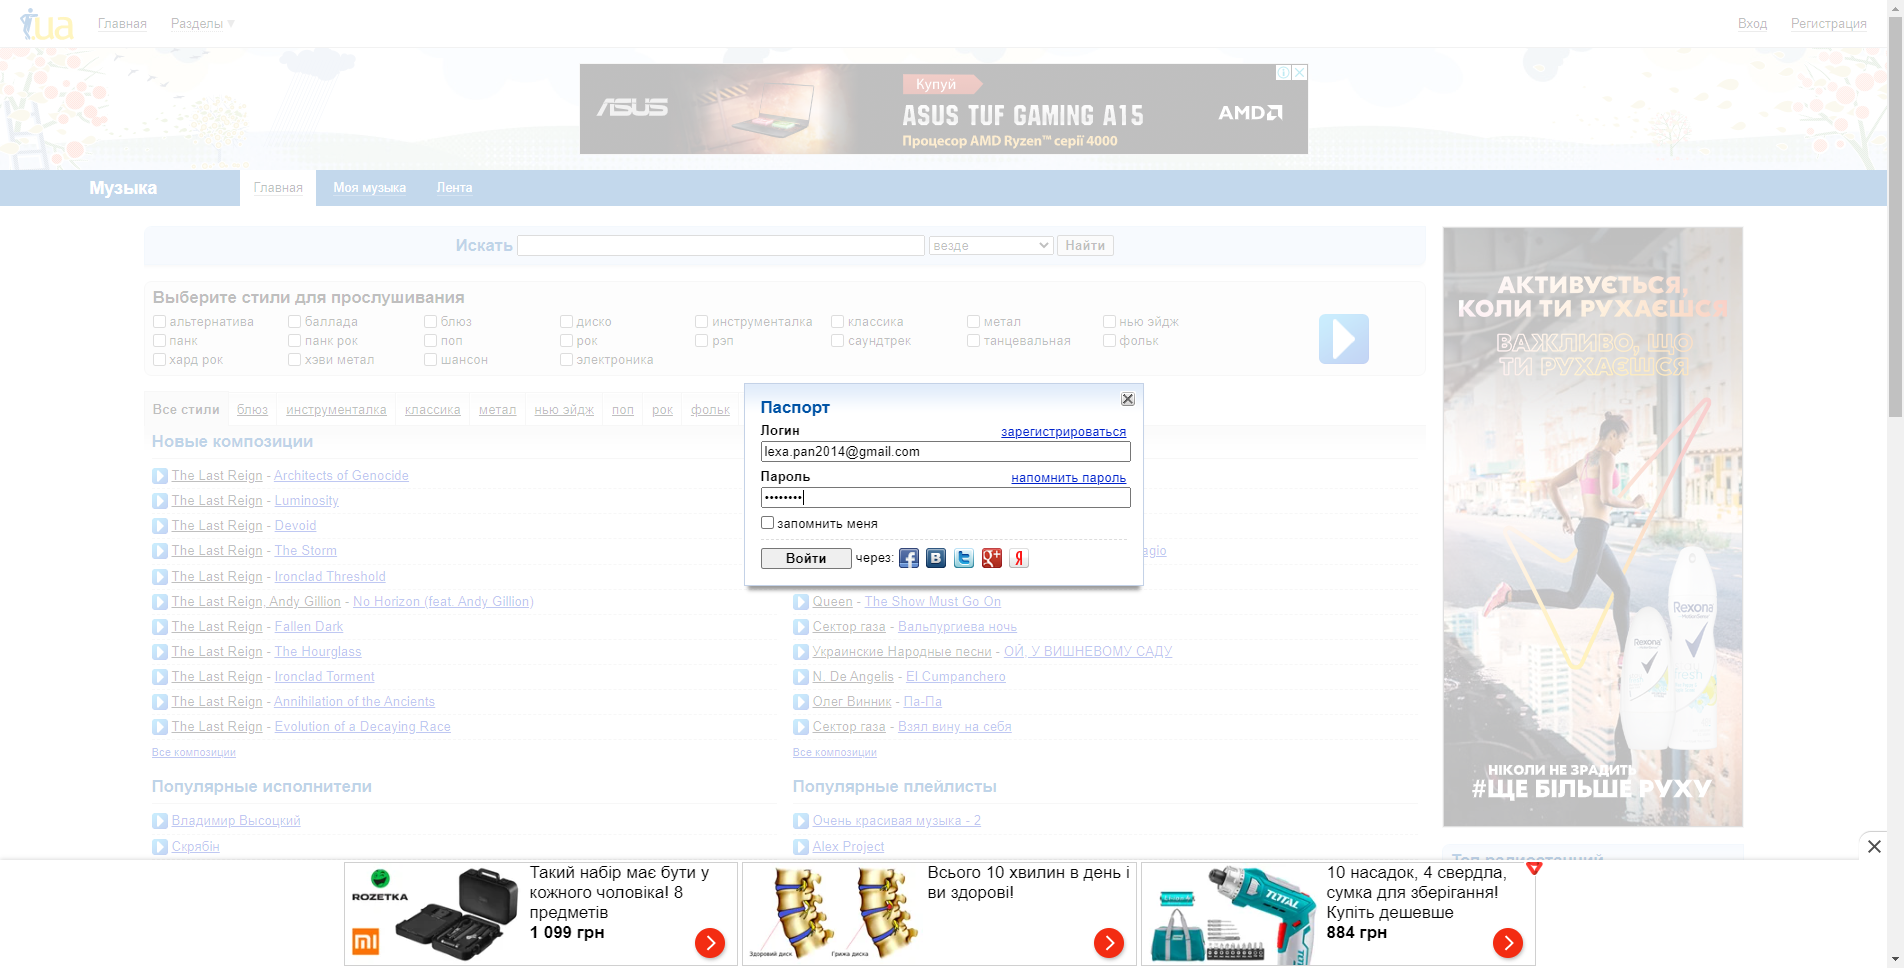 i.ua
Главная
Разделы ▾
Вход
Регистрация
ASUS
Купуй
ASUS TUF GAMING A15
Процесор AMD Ryzen™ серії 4000
AMD
Музыка
Главная
Моя музыка
Лента
Искать
везде
Найти
Выберите стили для прослушивания
альтернатива
баллада
блюз
диско
инструменталка
классика
метал
нью эйдж
панк
панк рок
поп
рок
рэп
саундтрек
танцевальная
фольк
хард рок
хэви метал
шансон
электроника
Все стили
блюз
инструменталка
классика
метал
нью эйдж
поп
рок
фольк
Паспорт
Логин
зарегистрироваться
lexa.pan2014@gmail.com
Пароль
напомнить пароль
••••••••
запомнить меня
Войти
через:
Новые композиции
The Last Reign - Architects of Genocide
The Last Reign - Luminosity
The Last Reign - Devoid
The Last Reign - The Storm
The Last Reign - Ironclad Threshold
The Last Reign, Andy Gillion - No Horizon (feat. Andy Gillion)
The Last Reign - Fallen Dark
The Last Reign - The Hourglass
The Last Reign - Ironclad Torment
The Last Reign - Annihilation of the Ancients
The Last Reign - Evolution of a Decaying Race
Все композиции
agio
Queen - The Show Must Go On
Сектор газа - Вальпургиева ночь
Украинские Народные песни - ОЙ, У ВИШНЕВОМУ САДУ
N. De Angelis - El Cumpanchero
Олег Винник - Па-Па
Сектор газа - Взял вину на себя
Все композиции
Популярные исполнители
Владимир Высоцкий
Скрябін
Популярные плейлисты
Очень красивая музыка - 2
Alex Project
АКТИВУЄТЬСЯ,
КОЛИ ТИ РУХАЄШСЯ
ВАЖЛИВО, ЩО
ТИ РУХАЄШСЯ
Rexona
Rexona
fresh
НІКОЛИ НЕ ЗРАДИТЬ
#ЩЕ БІЛЬШЕ РУХУ
Топ радиостанций
ROZETKA
mi
Такий набір має бути у
кожного чоловіка! 8
предметів
1 099 грн
Здоровий диск
Грижа диска
Всього 10 хвилин в день і
ви здорові!
TOTAL
10 насадок, 4 свердла,
сумка для зберігання!
Купіть дешевше
884 грн